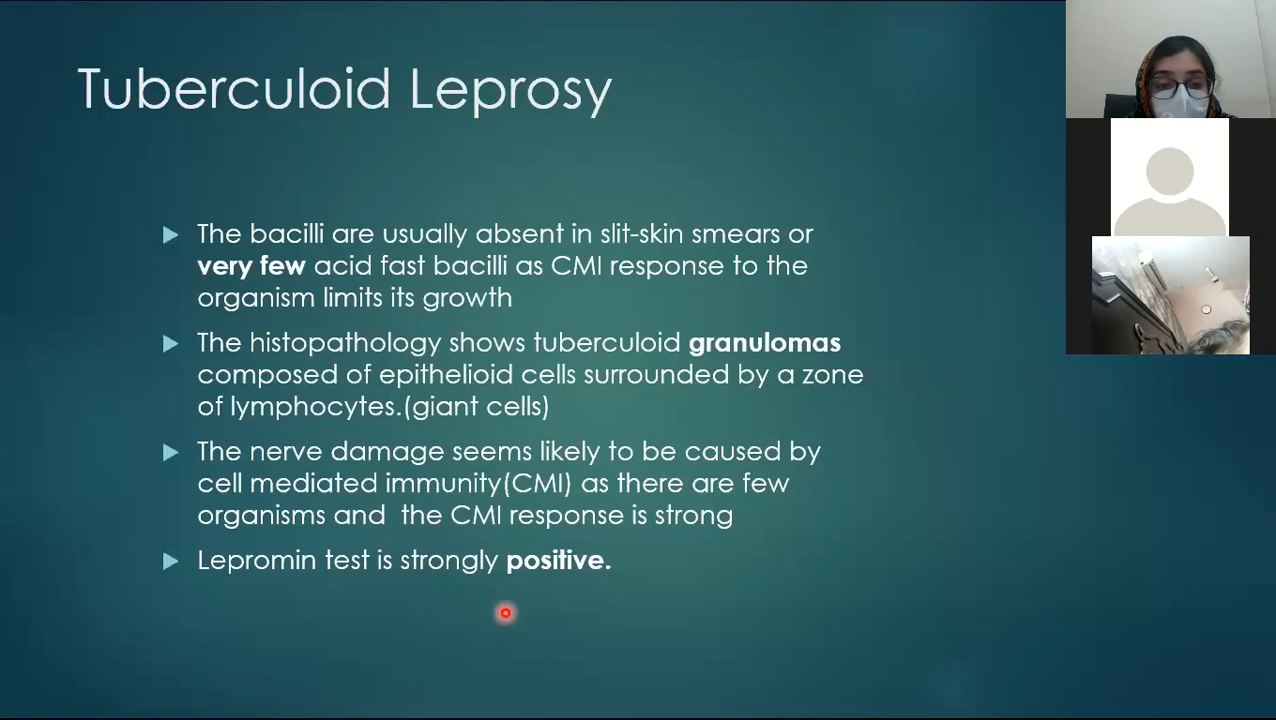 Tuberculoid Leprosy
The bacilli are usually absent in slit-skin smears or
very few acid fast bacilli as CMI response to the
organism limits its growth
The histopathology shows tuberculoid granulomas
composed of epithelioid cells surrounded by a zone
of lymphocytes.(giant cells)
The nerve damage seems likely to be caused by
cell mediated immunity(CMI) as there are few
organisms and  the CMI response is strong
Lepromin test is strongly positive.